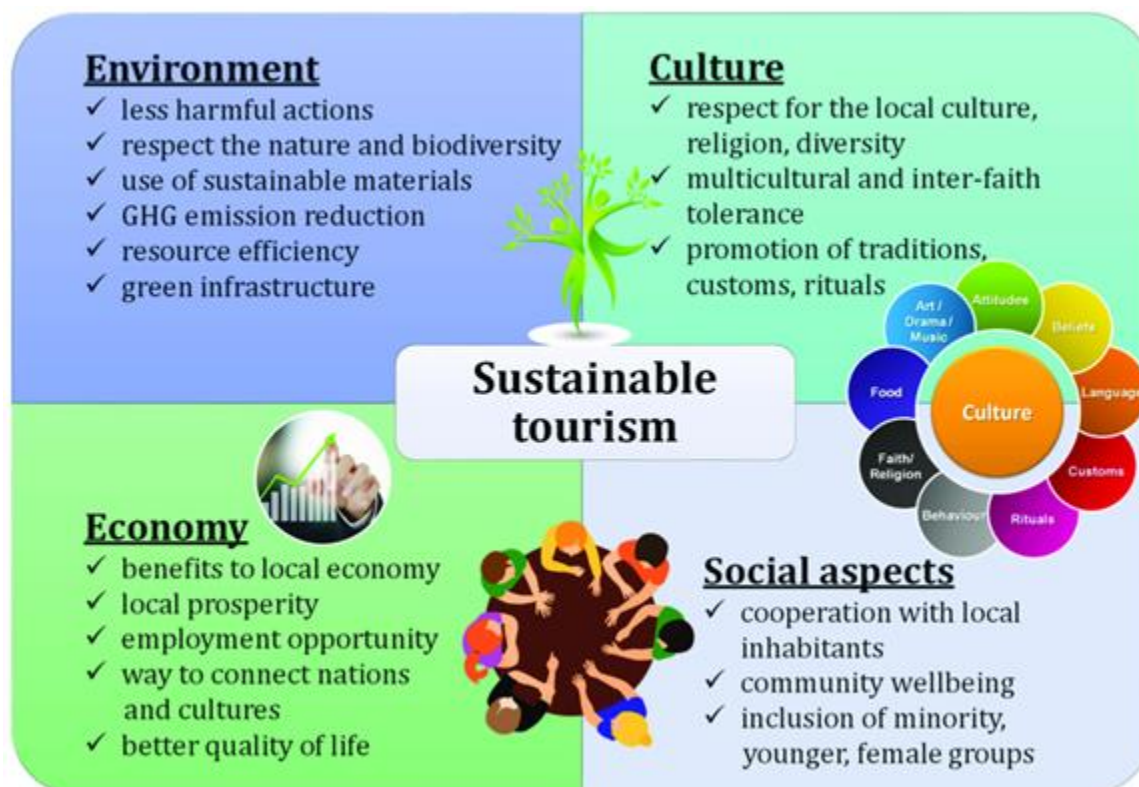 Environment
✓ less harmful actions
✓ respect the nature and biodiversity
✓ use of sustainable materials
✓ GHG emission reduction
✓ resource efficiency
✓ green infrastructure
Culture
✓ respect for the local culture,
religion, diversity
✓ multicultural and inter-faith
tolerance
✓ promotion of traditions,
customs, rituals
Sustainable
tourism
Attitudes
Beliefs
Language
Customs
Rituals
Behaviour
Faith/
Religion
Food
Art /
Drama /
Music
Culture
Economy
✓ benefits to local economy
✓ local prosperity
✓ employment opportunity
✓ way to connect nations
and cultures
✓ better quality of life
Social aspects
✓ cooperation with local
inhabitants
✓ community wellbeing
✓ inclusion of minority,
younger, female groups